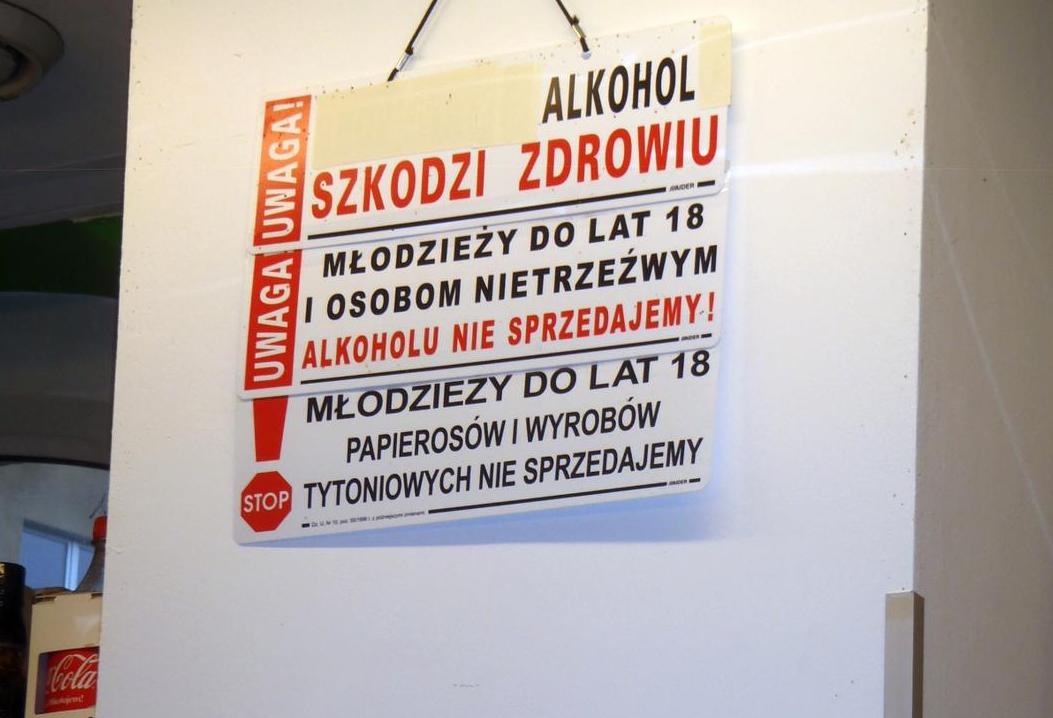 UWAGA!
ALKOHOL
SZKODZI ZDROWIU
UWAGA!
MŁODZIEŻY DO LAT 18
I OSOBOM NIETRZEŹWYM
ALKOHOLU NIE SPRZEDAJEMY!
MŁODZIEŻY DO LAT 18
PAPIEROSÓW I WYROBÓW
TYTONIOWYCH NIE SPRZEDAJEMY
STOP
Cola